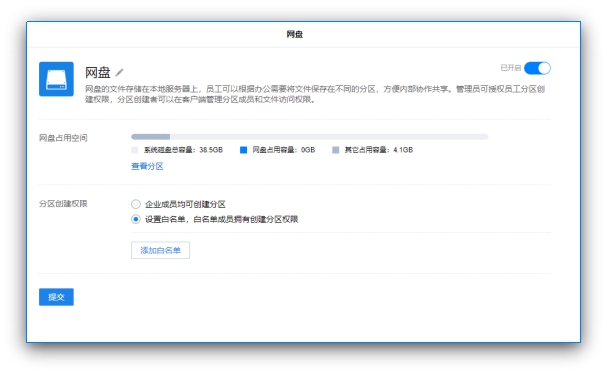 网盘
网盘
已开启
网盘的文件存储在本地服务器上，员工可以根据办公需要将文件保存在不同的分区，方便内部协作共享。管理员可授权员工分区创
建权限，分区创建者可以在客户端管理分区成员和文件访问权限。
网盘占用空间
系统磁盘总容量：38.5GB 网盘占用容量：0GB 其它占用容量：4.1GB
查看分区
分区创建权限
企业成员均可创建分区
设置白名单，白名单成员拥有创建分区权限
添加白名单
提交